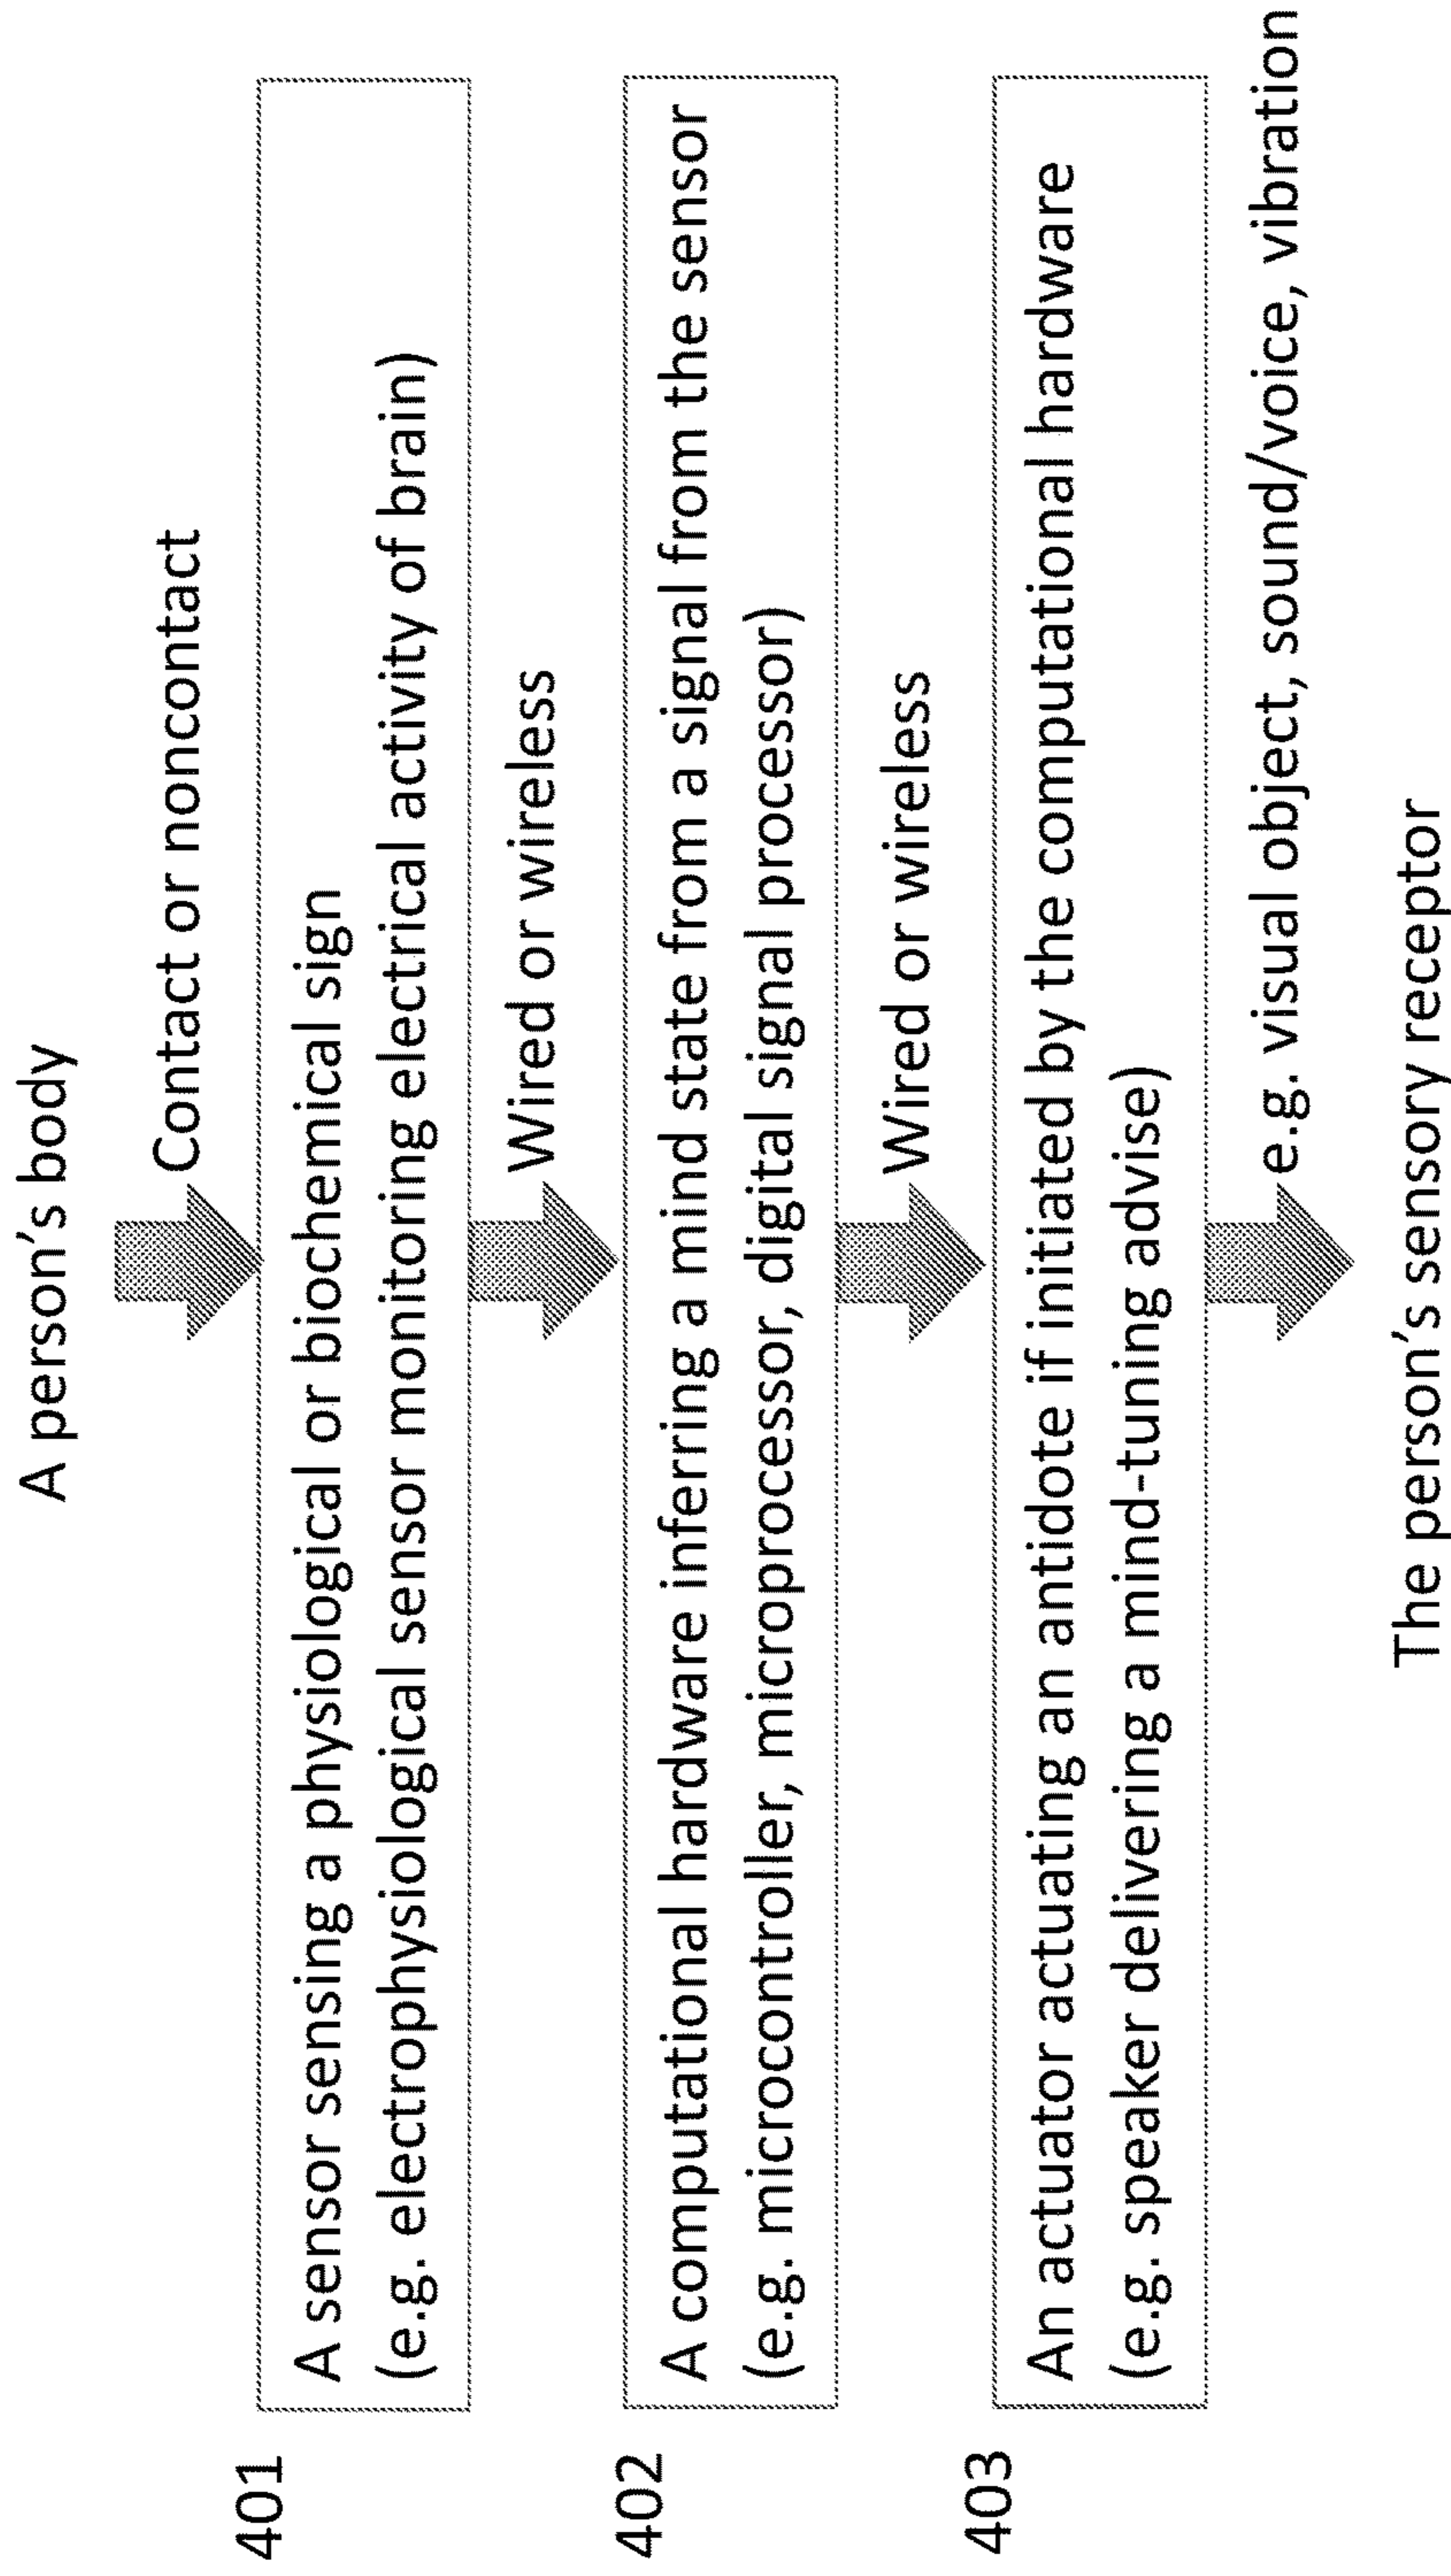 A person's body
Contact or noncontact
401
A sensor sensing a physiological or biochemical sign
(e.g. electrophysiological sensor monitoring electrical activity of brain)
Wired or wireless
402
A computational hardware inferring a mind state from a signal from the sensor
(e.g. microcontroller, microprocessor, digital signal processor)
Wired or wireless
403
An actuator actuating an antidote if initiated by the computational hardware
(e.g. speaker delivering a mind-tuning advise)
e.g. visual object, sound/voice, vibration
The person's sensory receptor